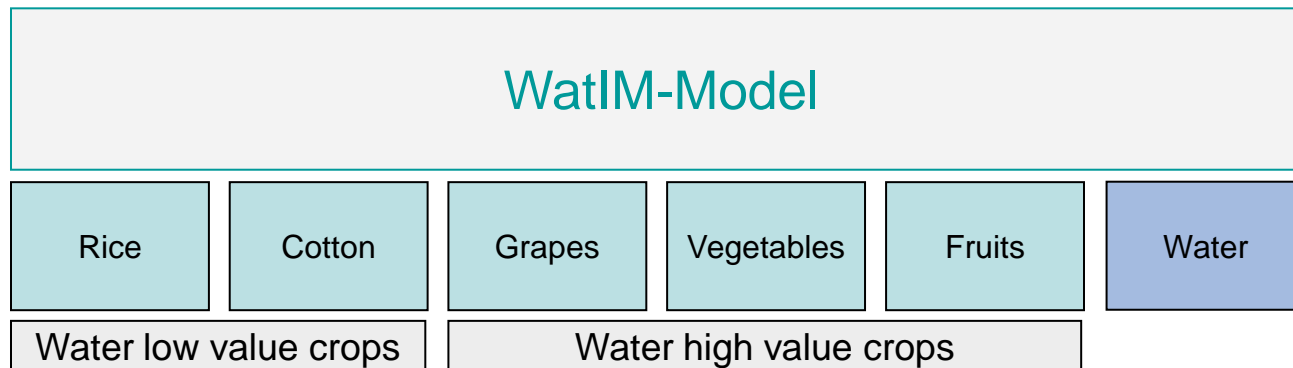 WatIM-Model
Rice Cotton Grapes Vegetables Fruits Water
Water low value crops Water high value crops